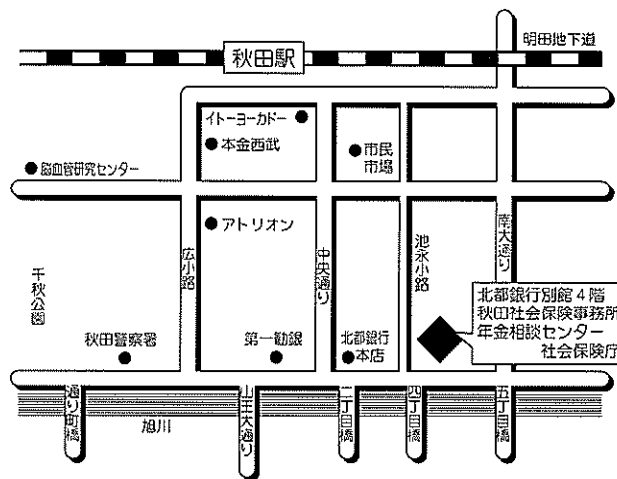 明田地下道
秋田駅
イトーヨーカドー
本金西武
市民
市場
脳血管研究センター
アトリオン
広小路
中央通り
池永小路
南大通り
千秋公園
北都銀行別館4階
秋田社会保険事務所
年金相談センター
社会保険庁
秋田警察署
第一勧銀
北都銀行
本店
通り町橋
旭川
山王大通り
二丁目橋
四丁目橋
五丁目橋